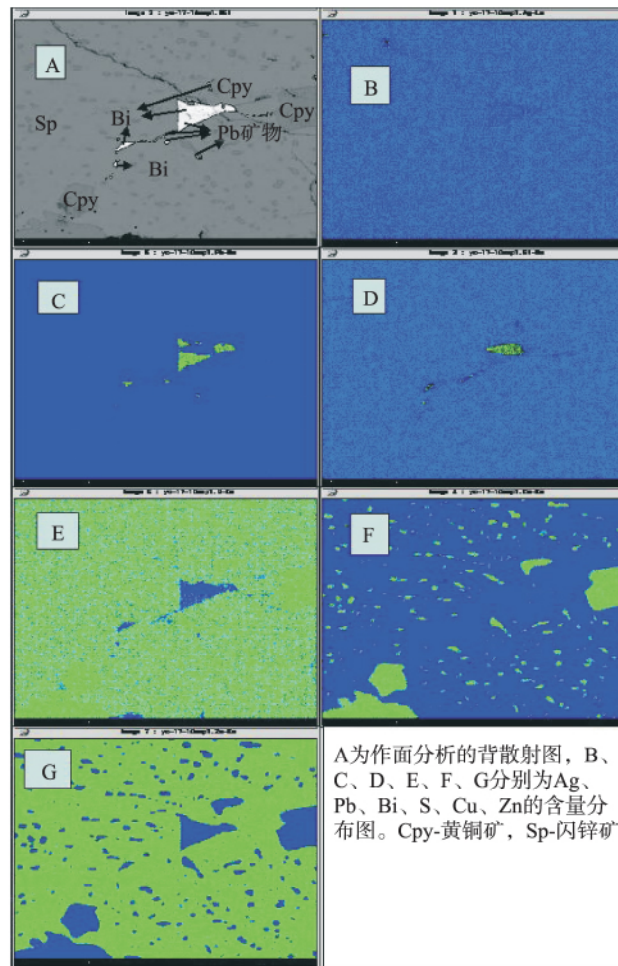 A
Cpy
Cpy
Sp
Bi
Pb矿物
Bi
Cpy
B
C
D
E
F
G
A为作面分析的背散射图，B、
C、D、E、F、G分别为Ag、
Pb、Bi、S、Cu、Zn的含量分
布图。Cpy-黄铜矿，Sp-闪锌矿